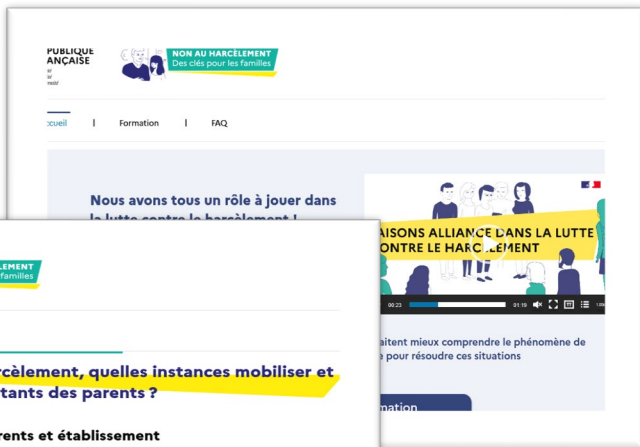 PUBLIQUE
ANÇAISE
NON AU HARCÈLEMENT
Des clés pour les familles
cueil | Formation | FAQ
Nous avons tous un rôle à jouer dans
la lutte contre le harcèlement !
AISONS ALLIANCE DANS LA LUTTE
ONTRE LE HARCÈLEMENT
00:23 01:19
aitent mieux comprendre le phénomène de
e pour résoudre ces situations
mation
LEMENT
familles
rcèlement, quelles instances mobiliser et
tants des parents ?
rents et établissement